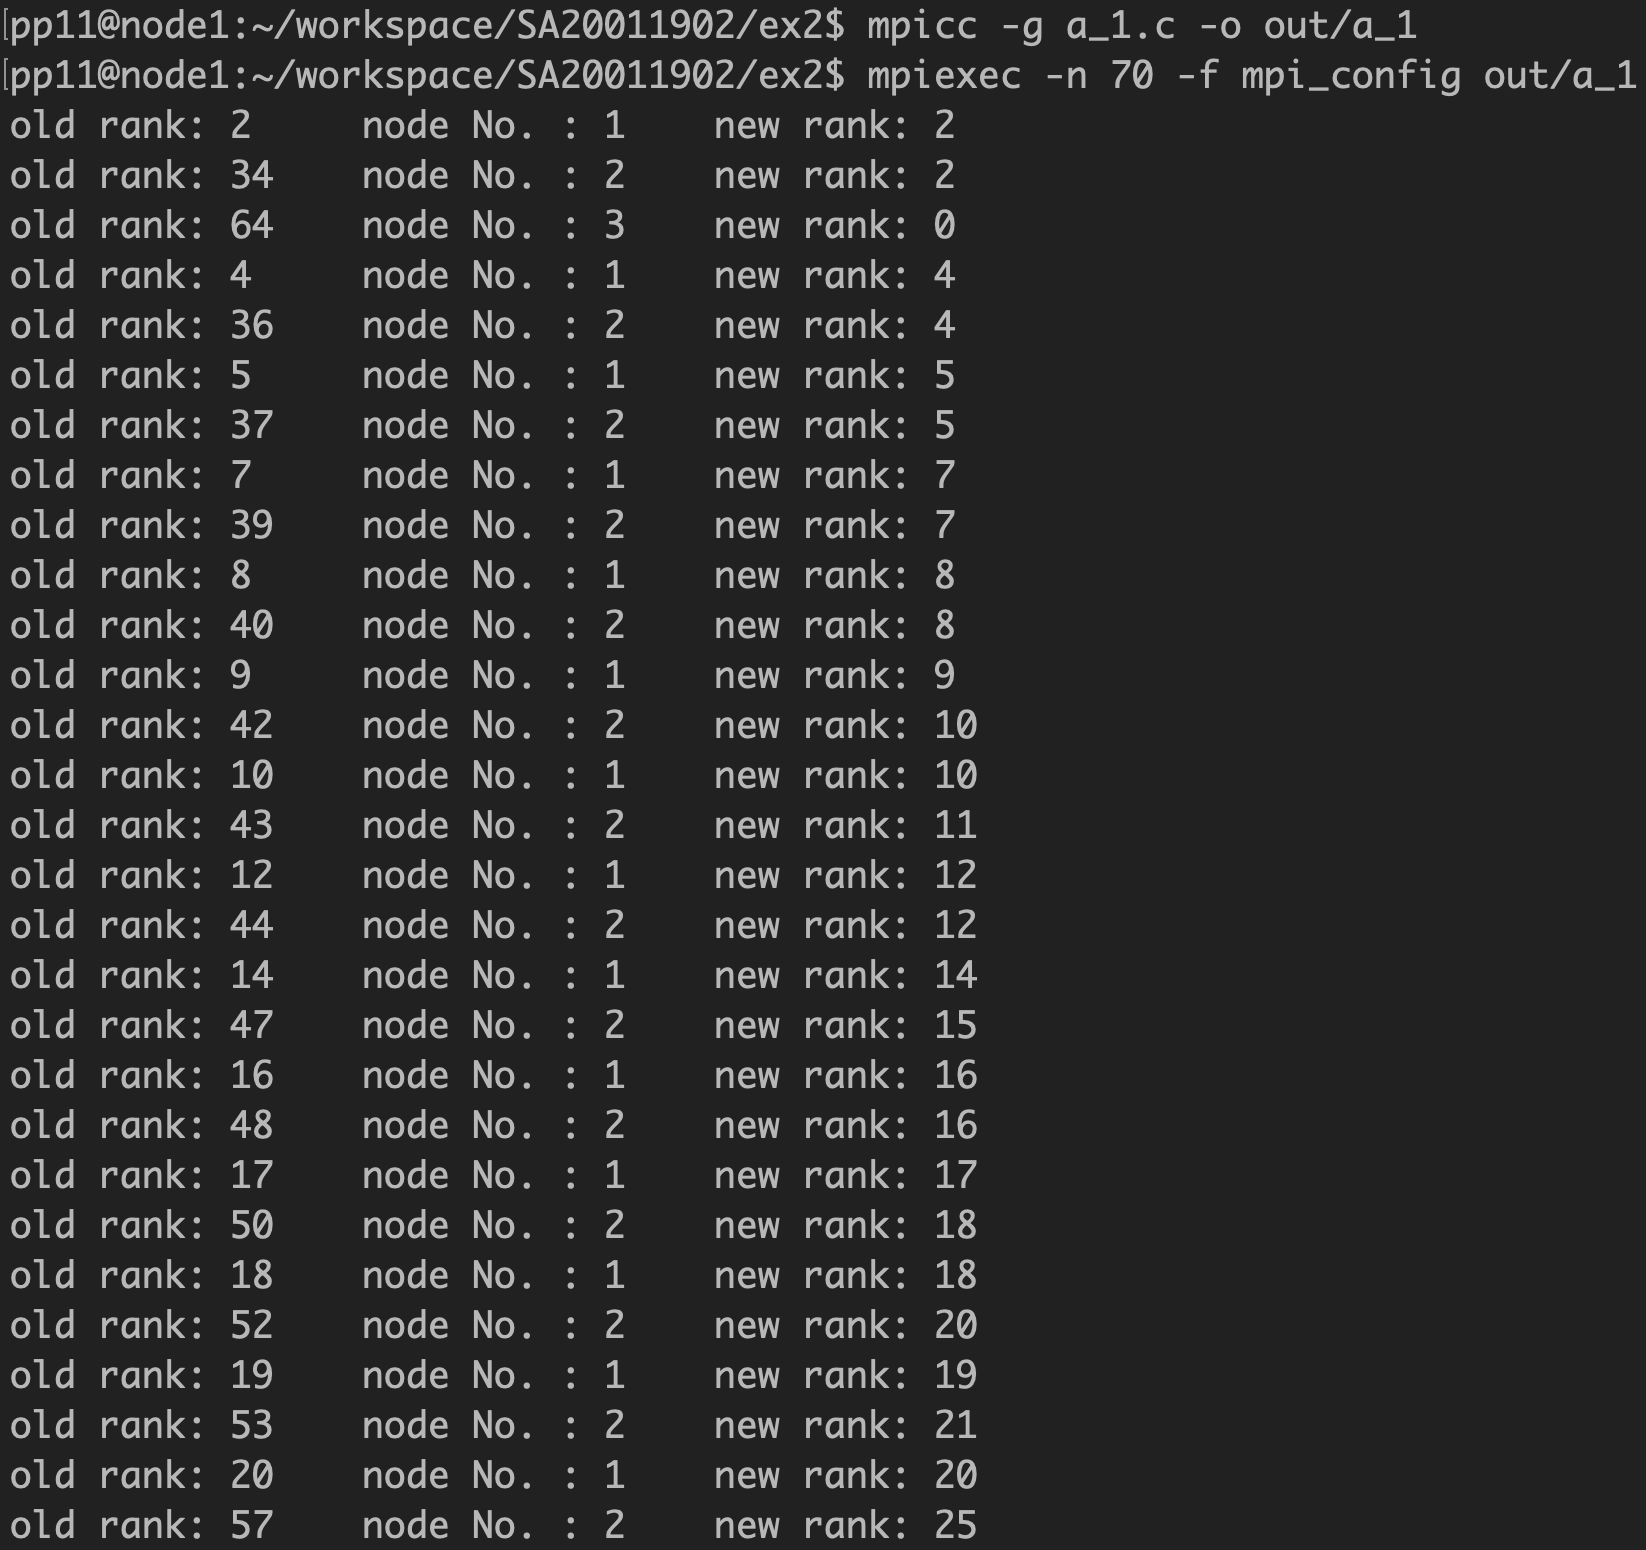 [pp11@node1:~/workspace/SA20011902/ex2$ mpicc -g a_1.c -o out/a_1
[pp11@node1:~/workspace/SA20011902/ex2$ mpiexec -n 70 -f mpi_config out/a_1
old rank: 2    node No. : 1    new rank: 2
old rank: 34    node No. : 2    new rank: 2
old rank: 64    node No. : 3    new rank: 0
old rank: 4    node No. : 1    new rank: 4
old rank: 36    node No. : 2    new rank: 4
old rank: 5    node No. : 1    new rank: 5
old rank: 37    node No. : 2    new rank: 5
old rank: 7    node No. : 1    new rank: 7
old rank: 39    node No. : 2    new rank: 7
old rank: 8    node No. : 1    new rank: 8
old rank: 40    node No. : 2    new rank: 8
old rank: 9    node No. : 1    new rank: 9
old rank: 42    node No. : 2    new rank: 10
old rank: 10    node No. : 1    new rank: 10
old rank: 43    node No. : 2    new rank: 11
old rank: 12    node No. : 1    new rank: 12
old rank: 44    node No. : 2    new rank: 12
old rank: 14    node No. : 1    new rank: 14
old rank: 47    node No. : 2    new rank: 15
old rank: 16    node No. : 1    new rank: 16
old rank: 48    node No. : 2    new rank: 16
old rank: 17    node No. : 1    new rank: 17
old rank: 50    node No. : 2    new rank: 18
old rank: 18    node No. : 1    new rank: 18
old rank: 52    node No. : 2    new rank: 20
old rank: 19    node No. : 1    new rank: 19
old rank: 53    node No. : 2    new rank: 21
old rank: 20    node No. : 1    new rank: 20
old rank: 57    node No. : 2    new rank: 25